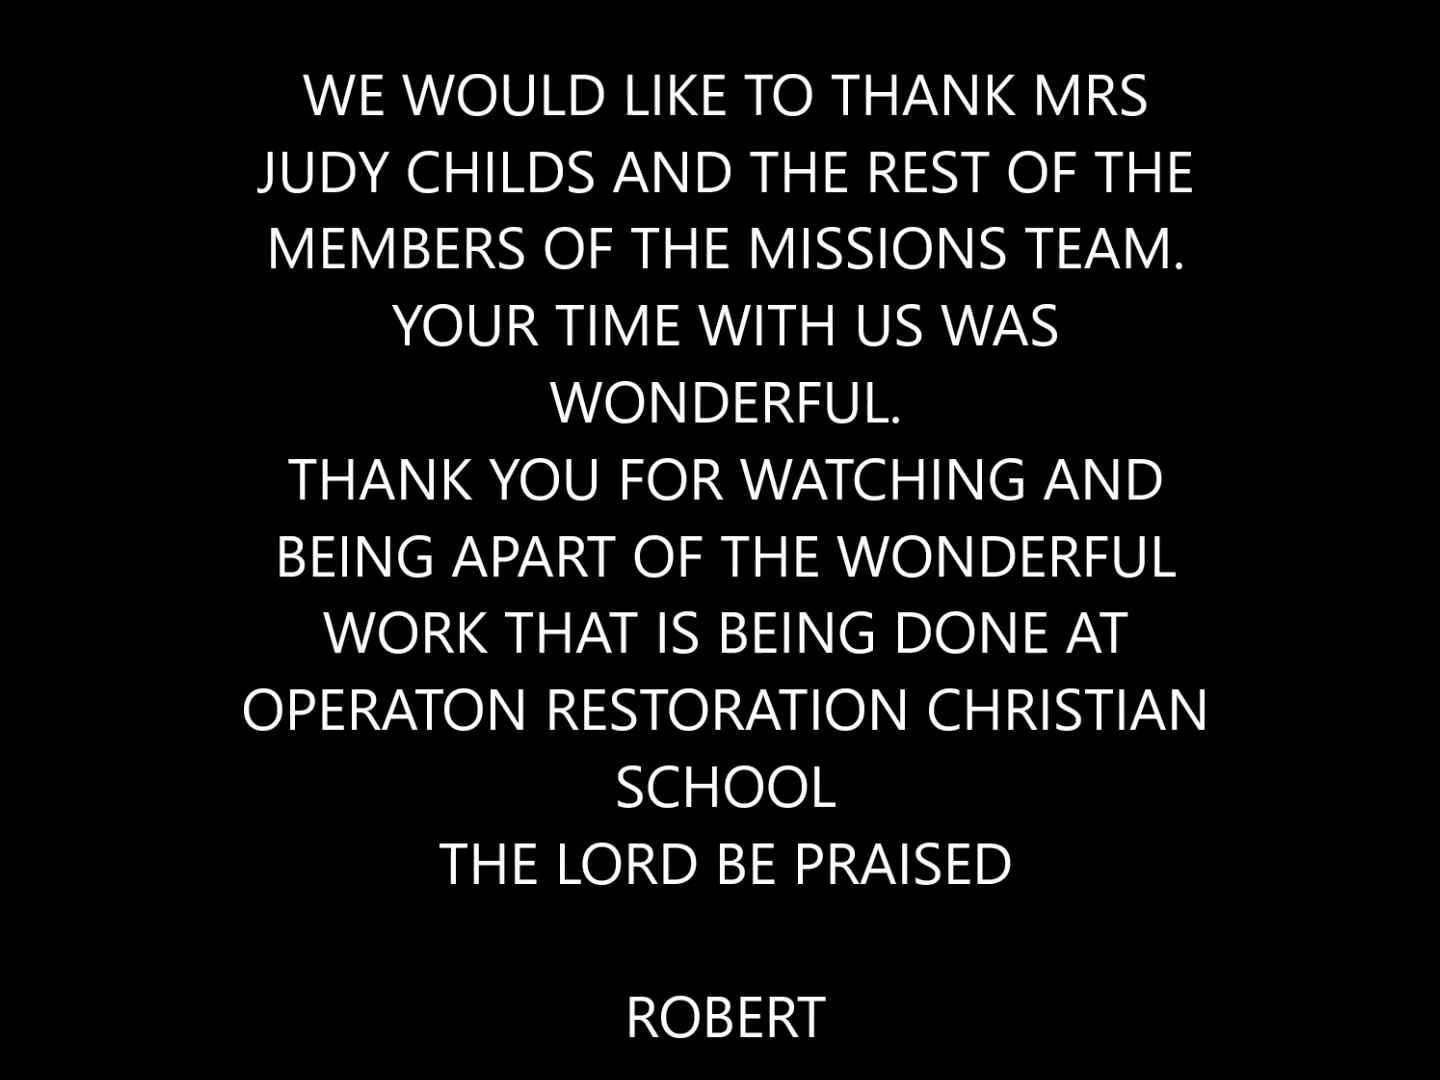 WE WOULD LIKE TO THANK MRS
JUDY CHILDS AND THE REST OF THE
MEMBERS OF THE MISSIONS TEAM.
YOUR TIME WITH US WAS
WONDERFUL.
THANK YOU FOR WATCHING AND
BEING APART OF THE WONDERFUL
WORK THAT IS BEING DONE AT
OPERATON RESTORATION CHRISTIAN
SCHOOL
THE LORD BE PRAISED
ROBERT